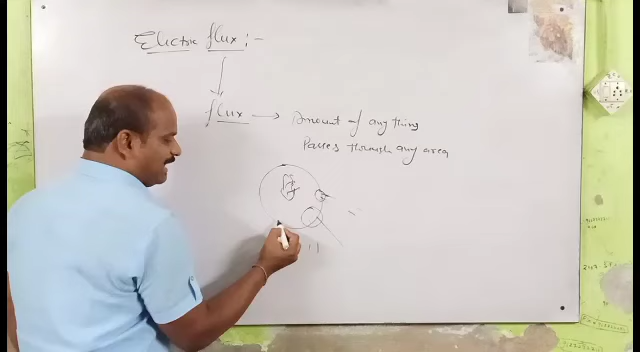 Electric flux :-
flux → Amount of any thing
Passes through any area